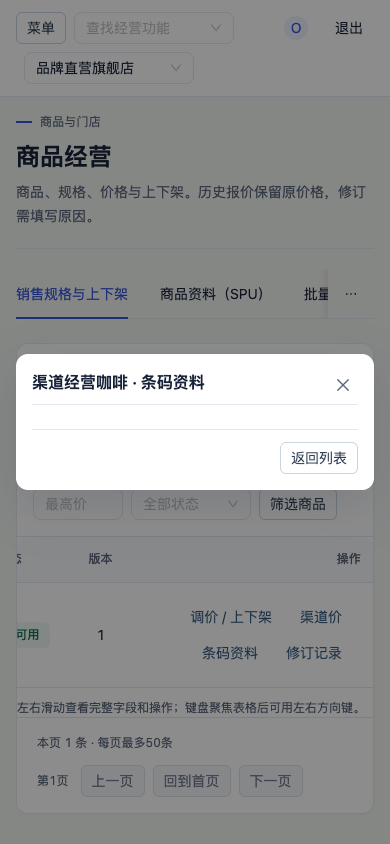 菜单
查找经营功能
O
退出
品牌直营旗舰店
商品与门店
商品经营
商品、规格、价格与上下架。历史报价保留原价格，修订
需填写原因。
销售规格与上下架
商品资料（SPU）
批量
···
渠道经营咖啡 · 条码资料
返回列表
最高价
全部状态
筛选商品
版本
操作
可用
1
调价 / 上下架
渠道价
条码资料
修订记录
左右滑动查看完整字段和操作；键盘聚焦表格后可用左右方向键。
本页 1 条 · 每页最多50条
第1页
上一页
回到首页
下一页